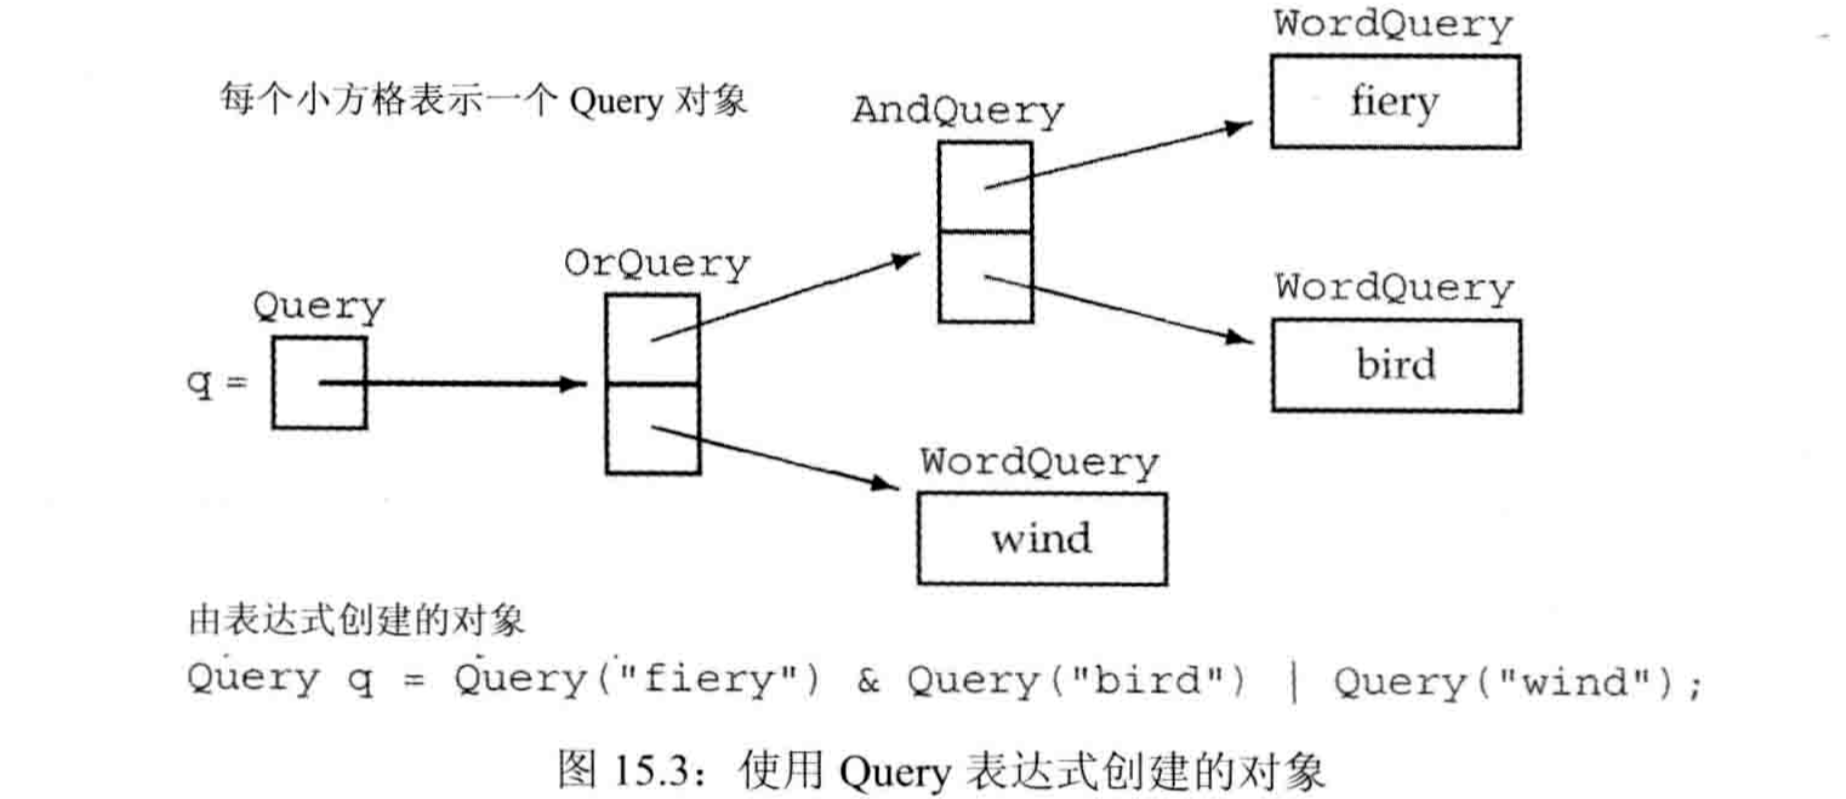 WordQuery
fiery
每个小方格表示一个 Query 对象
AndQuery
OrQuery
Query
q =
WordQuery
bird
WordQuery
wind
由表达式创建的对象
Query q = Query("fiery") & Query("bird") | Query("wind");
图 15.3：使用 Query 表达式创建的对象